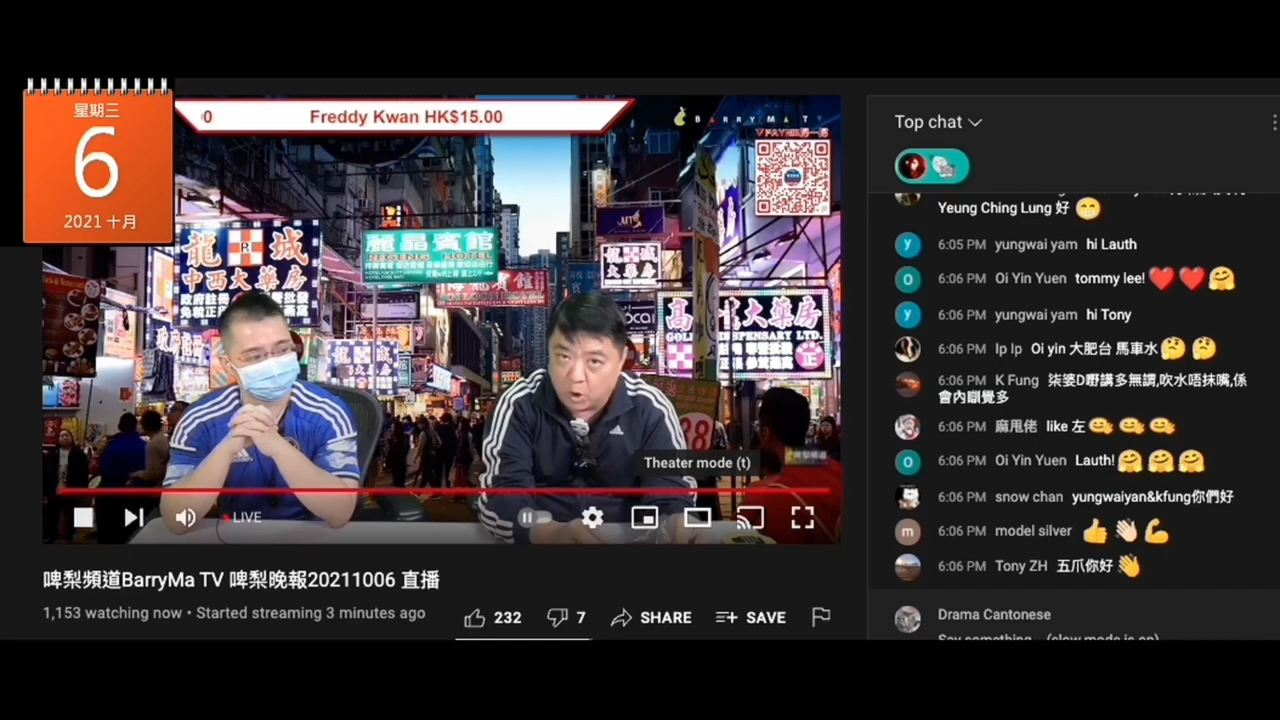 星期三
6
2021 十月
Freddy Kwan HK$15.00
BARRYMAT
龍 城
中西大藥房
麗晶賓館
龍大藥房
Theater mode (t)
LIVE
啤梨頻道BarryMa TV 啤梨晚報20211006 直播
1,153 watching now • Started streaming 3 minutes ago
232
7
SHARE
SAVE
Top chat
Yeung Ching Lung 好 😁
6:05 PM yungwai yam hi Lauth
6:06 PM Oi Yin Yuen tommy lee!❤️❤️🤗
6:06 PM yungwai yam hi Tony
6:06 PM Ip Ip Oi yin 大肥台 馬車水🤔🤔
6:06 PM K Fung 柒婆D嘢講多無謂,吹水唔抹嘴,係
會內瞓覺多
6:06 PM 麻甩佬 like 左
6:06 PM Oi Yin Yuen Lauth!🤗🤗🤗
6:06 PM snow chan yungwaiyan&kfung你們好
6:06 PM model silver 👍👋💪
6:06 PM Tony ZH 五爪你好👋
Drama Cantonese
Say something... (slow mode is on)